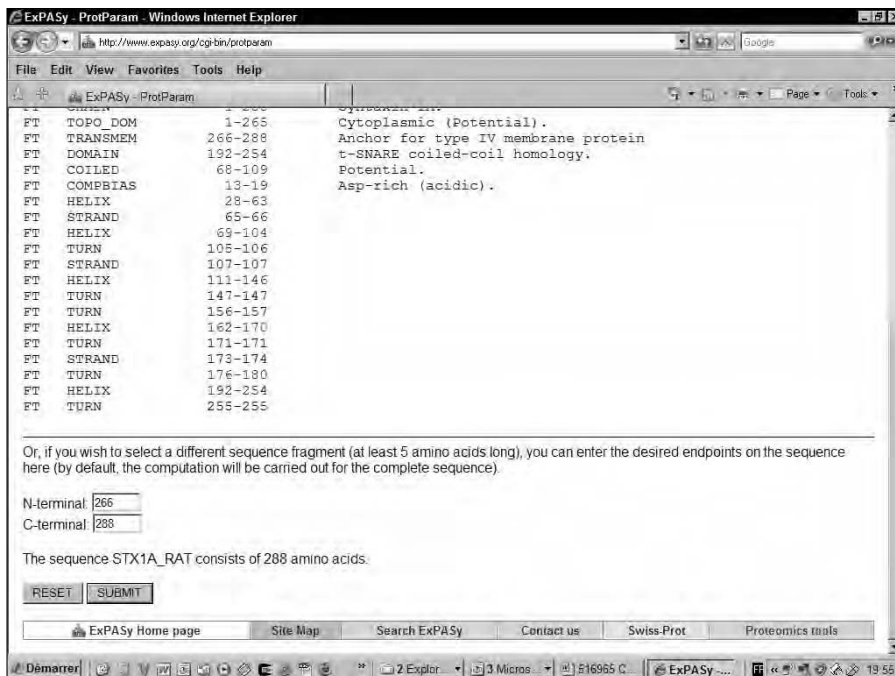 ExPASy - ProtParam - Windows Internet Explorer
http://www.expasy.org/cgi-bin/protparam
Google
File Edit View Favorites Tools Help
ExPASy - ProtParam
Page Tools
FT TOPO_DOM 1-265 Cytoplasmic (Potential).
FT TRANSMEM 266-288 Anchor for type IV membrane protein
FT DOMAIN 192-254 t-SNARE coiled-coil homology.
FT COILED 68-109 Potential.
FT COMPBIAS 13-19 Asp-rich (acidic).
FT HELIX 28-63
FT STRAND 65-66
FT HELIX 69-104
FT TURN 105-106
FT STRAND 107-107
FT HELIX 111-146
FT TURN 147-147
FT TURN 156-157
FT HELIX 162-170
FT TURN 171-171
FT STRAND 173-174
FT TURN 176-180
FT HELIX 192-254
FT TURN 255-255
Or, if you wish to select a different sequence fragment (at least 5 amino acids long), you can enter the desired endpoints on the sequence
here (by default, the computation will be carried out for the complete sequence).
N-terminal: 266
C-terminal: 288
The sequence STX1A_RAT consists of 288 amino acids.
RESET SUBMIT
ExPASy Home page Site Map Search ExPASy Contact us Swiss-Prot Proteomics tools
Démarrer » 2 Explor... 3 Micros... 516965 C... ExPASy -... FR « 19:55